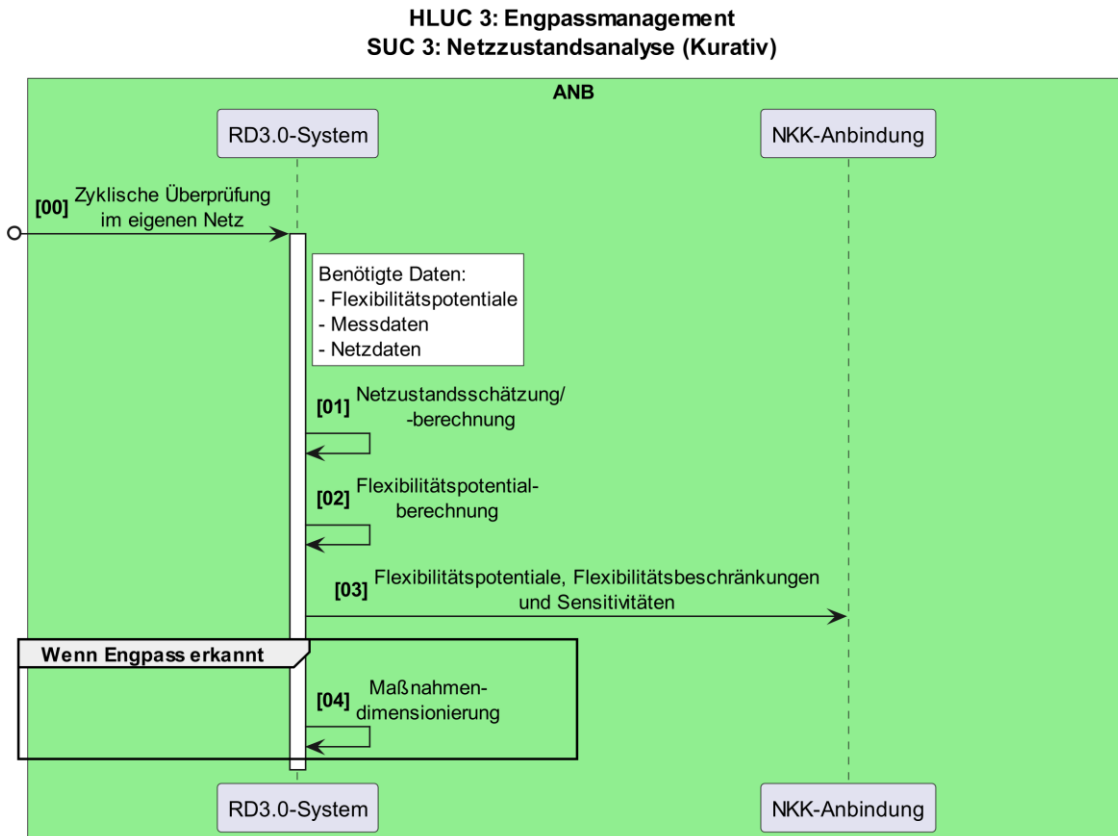 HLUC 3: Engpassmanagement
SUC 3: Netzzustandsanalyse (Kurativ)
ANB
RD3.0-System
NKK-Anbindung
[00] Zyklische Überprüfung
im eigenen Netz
Benötigte Daten:
- Flexibilitätspotentiale
- Messdaten
- Netzdaten
[01] Netzustandsschätzung/
-berechnung
[02] Flexibilitätspotential-
berechnung
[03] Flexibilitätspotentiale, Flexibilitätsbeschränkungen
und Sensitivitäten
Wenn Engpass erkannt
[04] Maßnahmen-
dimensionierung
RD3.0-System
NKK-Anbindung